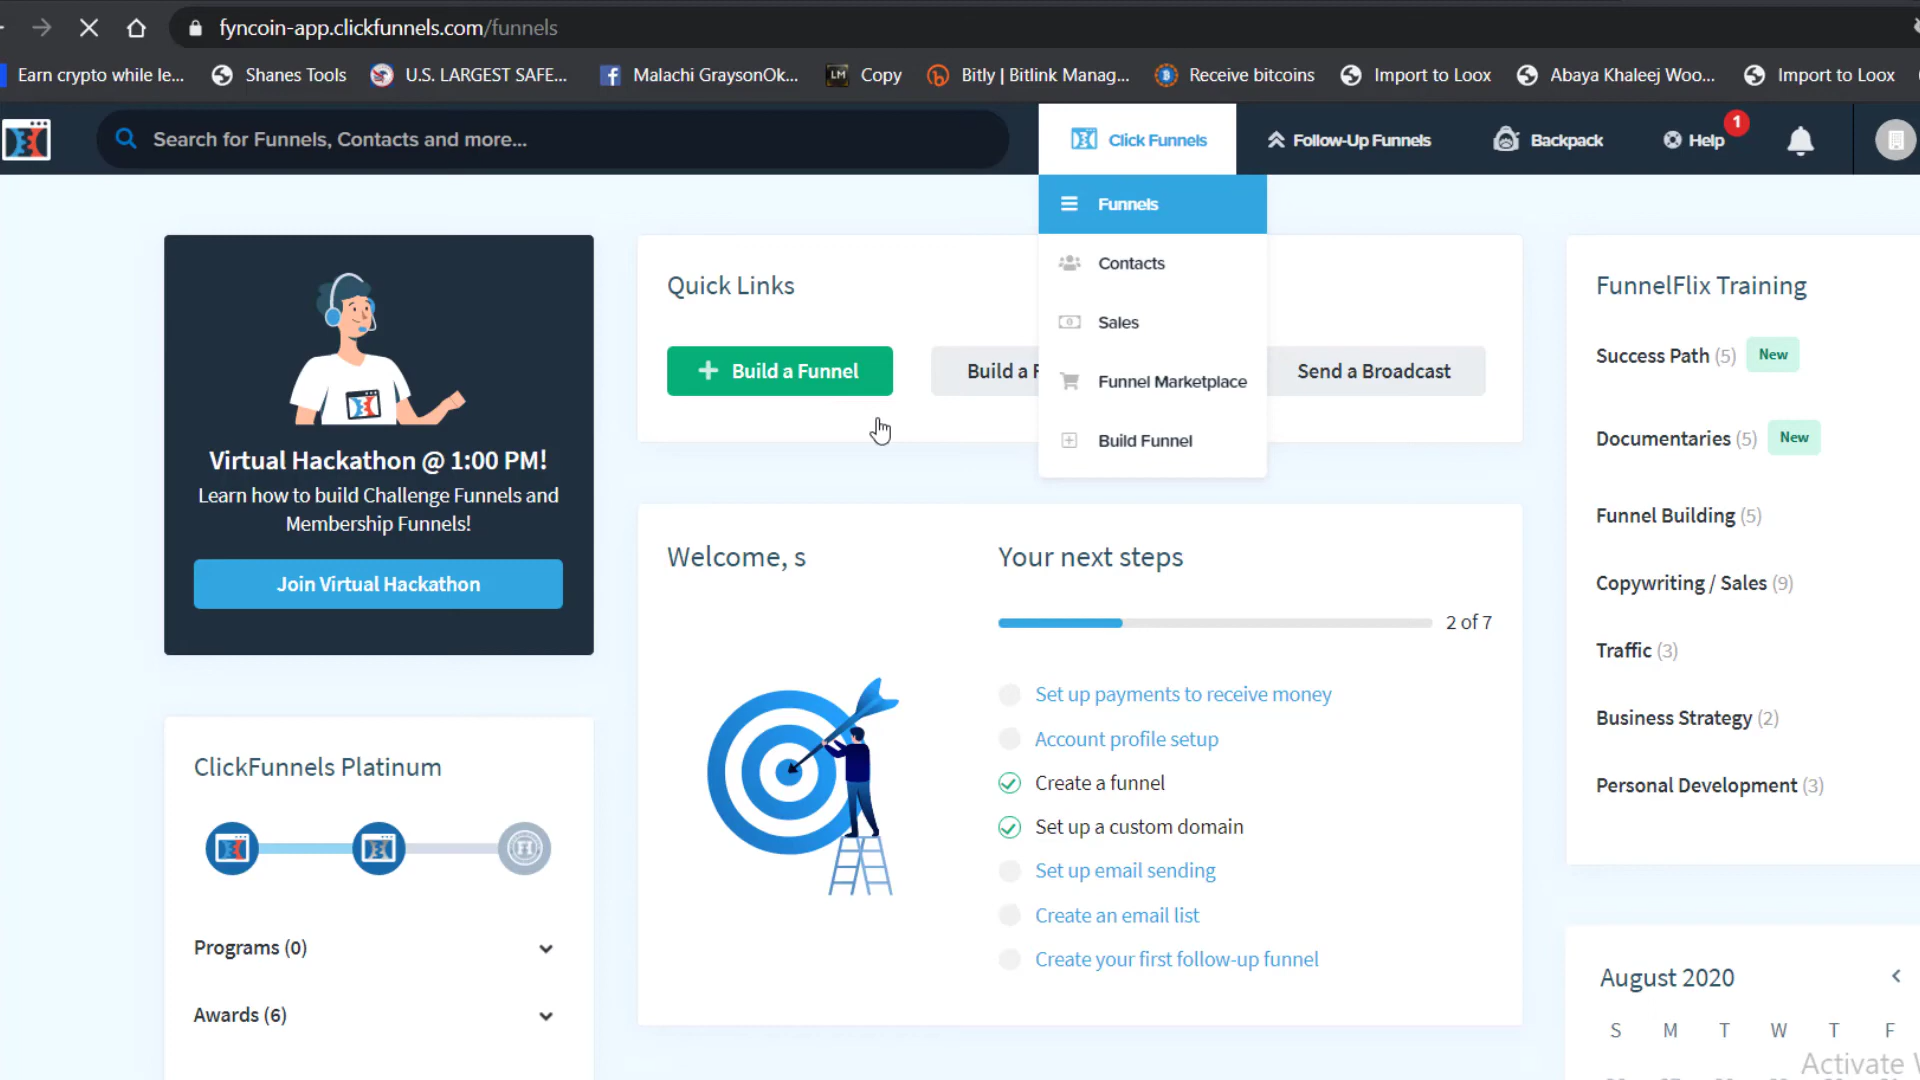 fyncoin-app.clickfunnels.com/funnels
Earn crypto while le...
Shanes Tools
U.S. LARGEST SAFE...
Malachi GraysonOk...
LM Copy
Bitly | Bitlink Manag...
Receive bitcoins
Import to Loox
Abaya Khaleej Woo...
Import to Loox
Search for Funnels, Contacts and more...
Click Funnels
Follow-Up Funnels
Backpack
Help
1
Funnels
Contacts
Sales
Funnel Marketplace
Build Funnel
Virtual Hackathon @ 1:00 PM!
Learn how to build Challenge Funnels and
Membership Funnels!
Join Virtual Hackathon
Quick Links
Build a Funnel
Build a F
Send a Broadcast
FunnelFlix Training
Success Path (5) New
Documentaries (5) New
Funnel Building (5)
Copywriting / Sales (9)
Traffic (3)
Business Strategy (2)
Personal Development (3)
Welcome, s
Your next steps
2 of 7
Set up payments to receive money
Account profile setup
Create a funnel
Set up a custom domain
Set up email sending
Create an email list
Create your first follow-up funnel
ClickFunnels Platinum
Programs (0)
Awards (6)
August 2020
S M T W T F
Activate